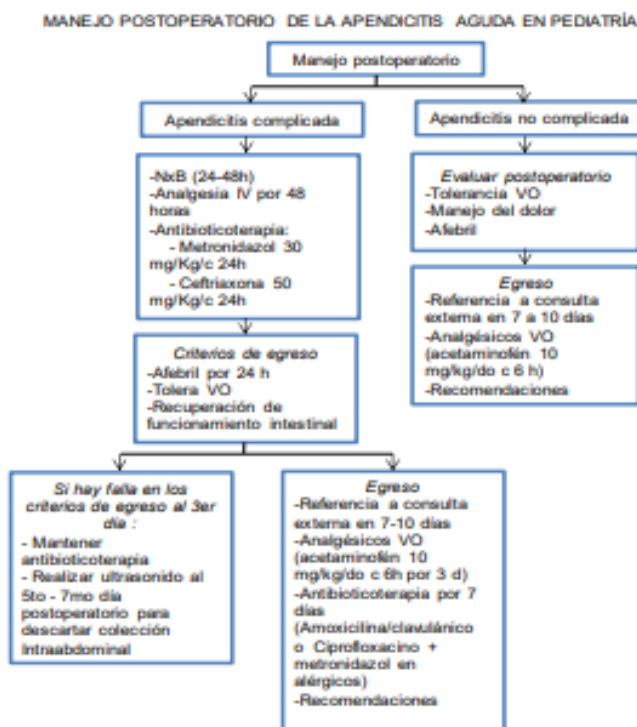 MANEJO POSTOPERATORIO DE LA APENDICITIS AGUDA EN PEDIATRÍA
Manejo postoperatorio
Apendicitis complicada
Apendicitis no complicada
-NxB (24-48h)
-Analgesia IV por 48
horas
-Antibioticoterapia:
- Metronidazol 30
mg/Kg/c 24h
- Ceftriaxona 50
mg/Kg/c 24h
Evaluar postoperatorio
-Tolerancia VO
-Manejo del dolor
-Afebril
Egreso
-Referencia a consulta
externa en 7 a 10 días
-Analgésicos VO
(acetaminofén 10
mg/kg/do c 6 h)
-Recomendaciones
Criterios de egreso
-Afebril por 24 h
-Tolera VO
-Recuperación de
funcionamiento intestinal
Si hay falla en los
criterios de egreso al 3er
día :
- Mantener
antibioticoterapia
- Realizar ultrasonido al
5to - 7mo día
postoperatorio para
descartar colección
Intraabdominal
Egreso
-Referencia a consulta
externa en 7-10 días
-Analgésicos VO
(acetaminofén 10
mg/kg/do c 6h por 3 d)
-Antibioticoterapia por 7
días
(Amoxicilina/clavulánico
o Ciprofloxacino +
metronidazol en
alérgicos)
-Recomendaciones